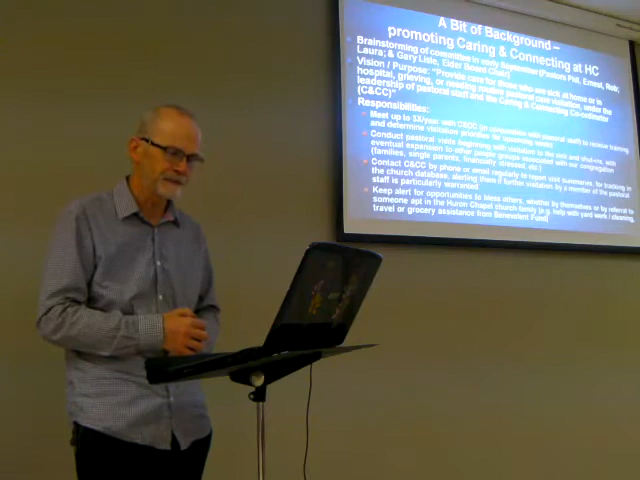 A Bit of Background –
promoting Caring & Connecting at HC
Brainstorming of committee in early September (Pastors Phil, Ernest, Rob;
Laura; & Gary Lisle, Elder Board Chair)
Vision / Purpose: "Provide care for those who are sick at home or in
hospital, grieving, or needing routine pastoral care visitation, under the
leadership of pastoral staff and the Caring & Connecting Co-ordinator
(C&CC)"
Responsibilities:
Meet up to 3X/year with C&CC (in conjunction with pastoral staff) to receive training
and determine visitation priorities for upcoming
Conduct pastoral visits beginning with visitation to the sick and shut-ins, with
eventual expansion to other people groups associated with our congregation
(families, single parents, financially stressed, etc.)
Contact C&CC by phone or email regularly to report visit summaries, for tracking in
the church database, alerting them if further visitation by a member of the pastoral
staff is particularly warranted
Keep alert for opportunities to bless others, whether by themselves or by referral to
someone apt in the Huron Chapel church family (e.g. help with yard work / cleaning,
travel or grocery assistance from Benevolent Fund)